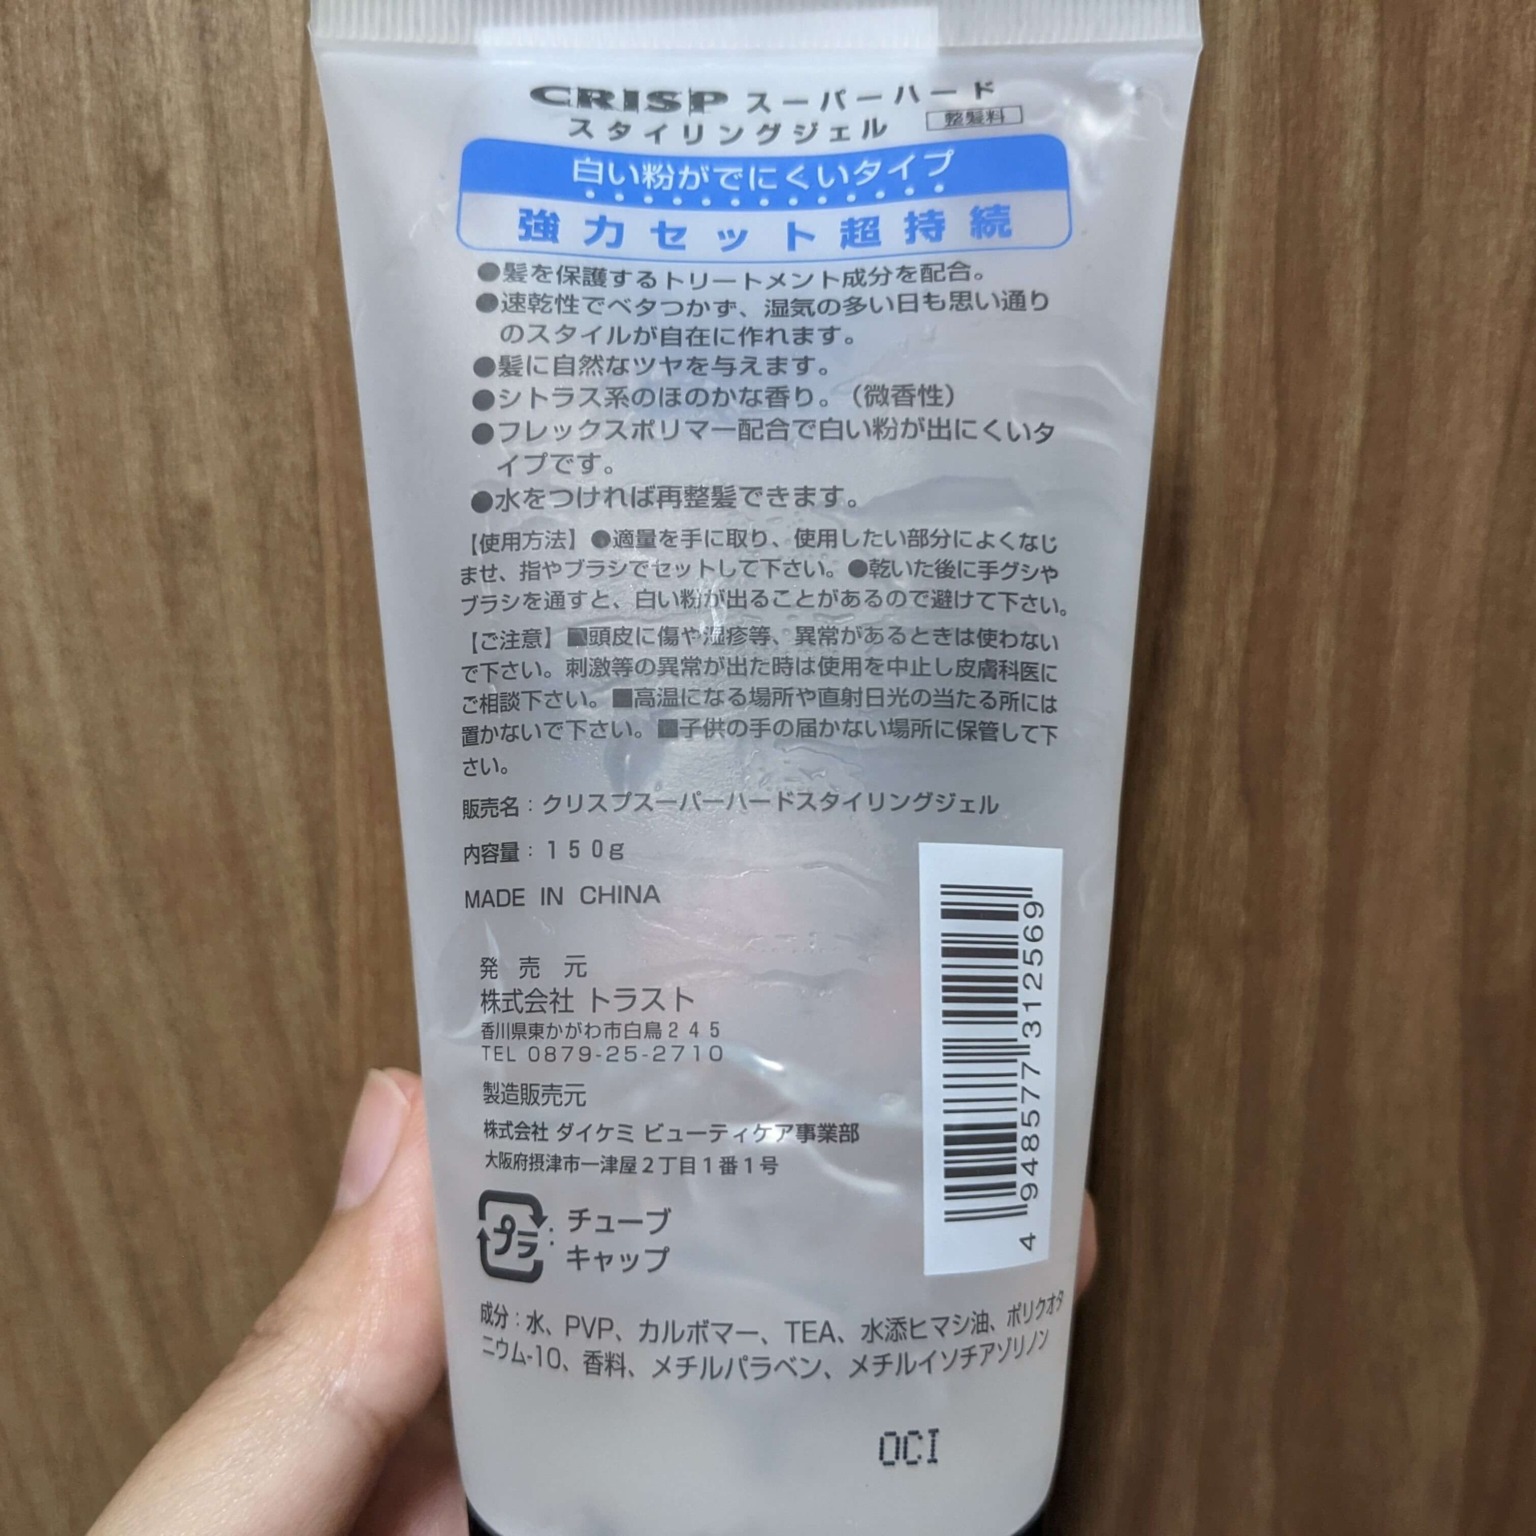 CRISP スーパーハード
スタイリングジェル 整髪料
白い粉がでにくいタイプ
強力セット超持続
●髪を保護するトリートメント成分を配合。
●速乾性でベタつかず、湿気の多い日も思い通り
のスタイルが自在に作れます。
●髪に自然なツヤを与えます。
●シトラス系のほのかな香り。（微香性）
●フレックスポリマー配合で白い粉が出にくいタ
イプです。
●水をつければ再整髪できます。
【使用方法】●適量を手に取り、使用したい部分によくなじ
ませ、指やブラシでセットして下さい。●乾いた後に手グシや
ブラシを通すと、白い粉が出ることがあるので避けて下さい。
【ご注意】■頭皮に傷や湿疹等、異常があるときは使わない
で下さい。刺激等の異常が出た時は使用を中止し皮膚科医に
ご相談下さい。■高温になる場所や直射日光の当たる所には
置かないで下さい。■子供の手の届かない場所に保管して下
さい。
販売名：クリスプスーパーハードスタイリングジェル
内容量：150g
MADE IN CHINA
発売元
株式会社 トラスト
香川県東かがわ市白鳥245
TEL 0879-25-2710
製造販売元
株式会社 ダイケミ ビューティケア事業部
大阪府摂津市一津屋2丁目1番1号
プラ：チューブ
キャップ
4948577312569
成分：水、PVP、カルボマー、TEA、水添ヒマシ油、ポリクオタ
ニウム-10、香料、メチルパラベン、メチルイソチアゾリノン
OCI